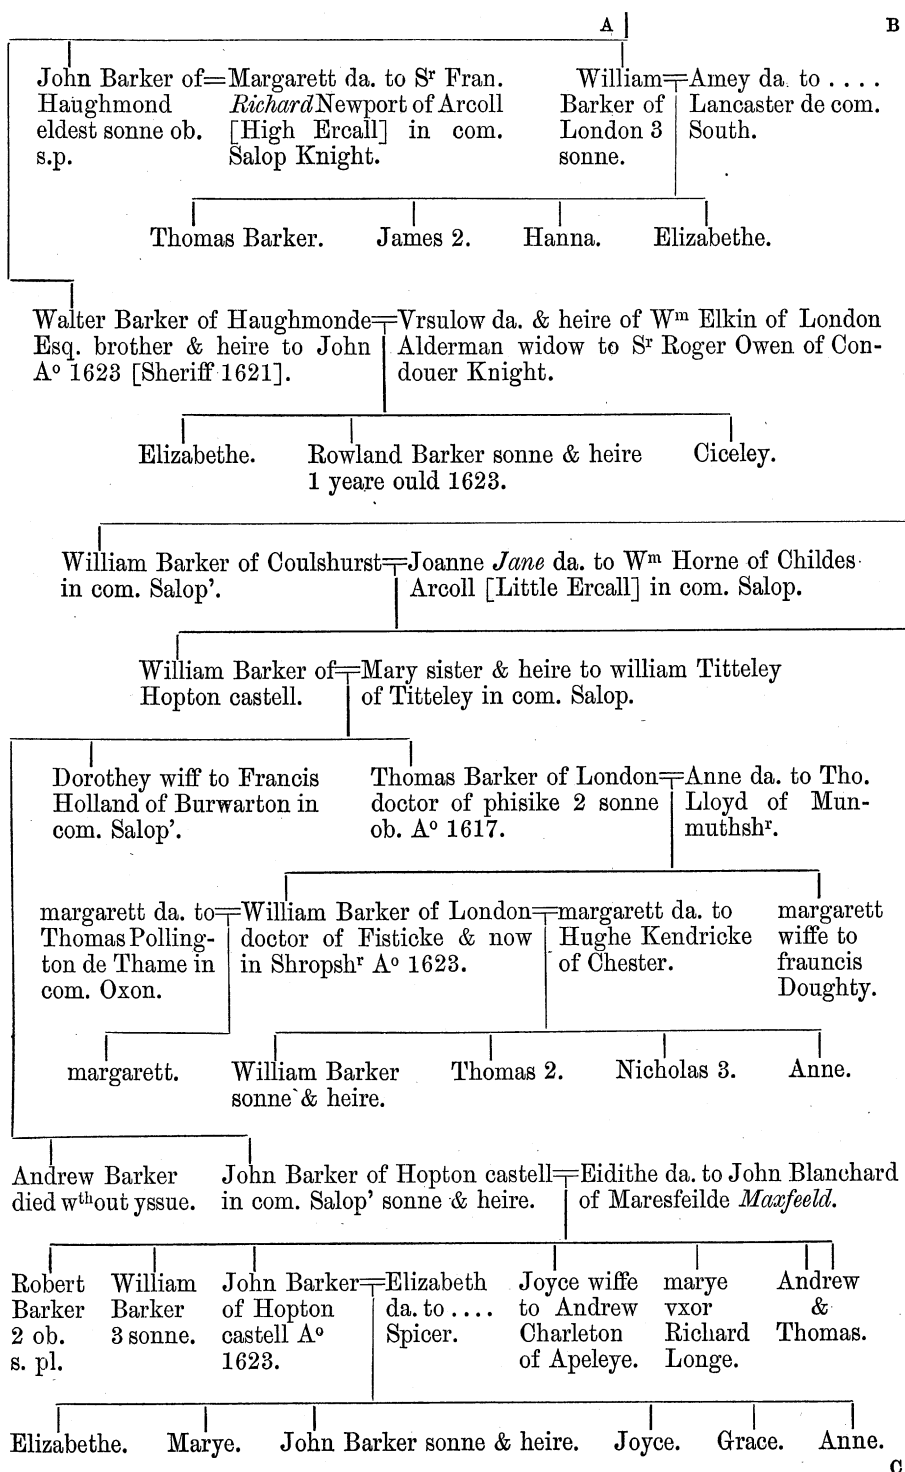 A B
John Barker of=Margarett da. to Sʳ Fran.
Haughmond Richard Newport of Arcoll
eldest sonne ob. [High Ercall] in com.
s.p. Salop Knight.
William=Amey da. to . . . .
Barker of Lancaster de com.
London 3 South.
sonne.
Thomas Barker. James 2. Hanna. Elizabethe.
Walter Barker of Haughmonde=Vrsulow da. & heire of Wᵐ Elkin of London
Esq. brother & heire to John Alderman widow to Sʳ Roger Owen of Con-
Aº 1623 [Sheriff 1621]. douer Knight.
Elizabethe. Rowland Barker sonne & heire Ciceley.
1 yeare ould 1623.
William Barker of Coulshurst=Joanne Jane da. to Wᵐ Horne of Childes
in com. Salop’. Arcoll [Little Ercall] in com. Salop.
William Barker of=Mary sister & heire to william Titteley
Hopton castell. of Titteley in com. Salop.
Dorothey wiff to Francis
Holland of Burwarton in
com. Salop’.
Thomas Barker of London=Anne da. to Tho.
doctor of phisike 2 sonne Lloyd of Mun-
ob. Aº 1617. muthshʳ.
margarett da. to=William Barker of London=margarett da. to
Thomas Polling- doctor of Fisticke & now Hughe Kendricke
ton de Thame in in Shropshʳ Aº 1623. of Chester.
com. Oxon.
margarett
wiffe to
frauncis
Doughty.
margarett. William Barker Thomas 2. Nicholas 3. Anne.
sonne & heire.
Andrew Barker
died wᵗʰout yssue.
John Barker of Hopton castell=Eidithe da. to John Blanchard
in com. Salop’ sonne & heire. of Maresfeilde Maxfeeld.
Robert
Barker
2 ob.
s. pl.
William
Barker
3 sonne.
John Barker=Elizabeth
of Hopton da. to . . . .
castell Aº Spicer.
1623.
Joyce wiffe
to Andrew
Charleton
of Apeleye.
marye
vxor
Richard
Longe.
Andrew
&
Thomas.
Elizabethe. Marye. John Barker sonne & heire. Joyce. Grace. Anne.
C